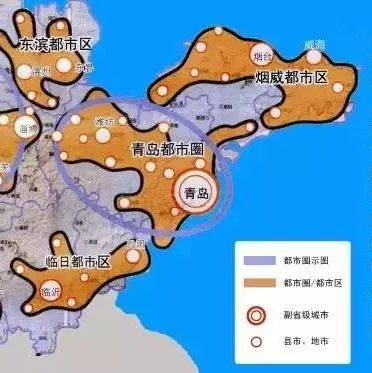 东滨都市区
滨州
东营
威海
烟台
烟威都市区
淄博
潍坊
青岛都市圈
青岛
日照
临日都市区
临沂
都市圈示图
都市圈/都市区
副省级城市
县市、地市